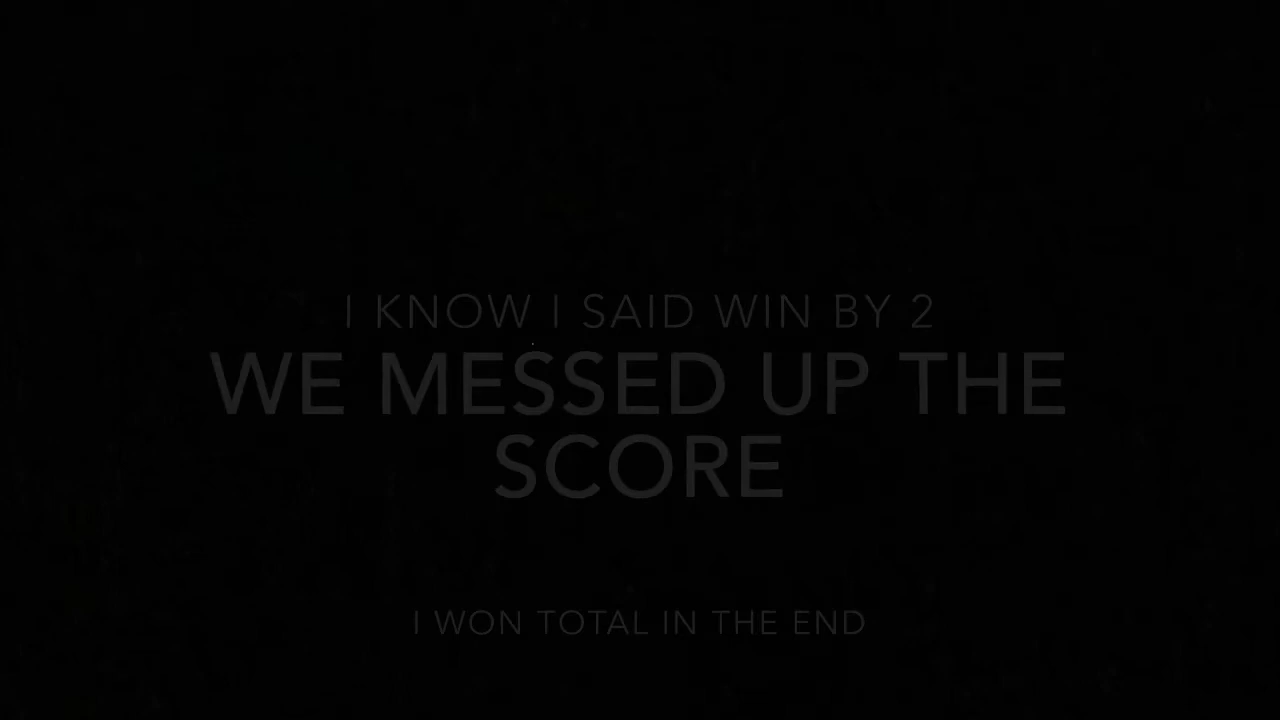 I KNOW I SAID WIN BY 2
WE MESSED UP THE
SCORE
I WON TOTAL IN THE END